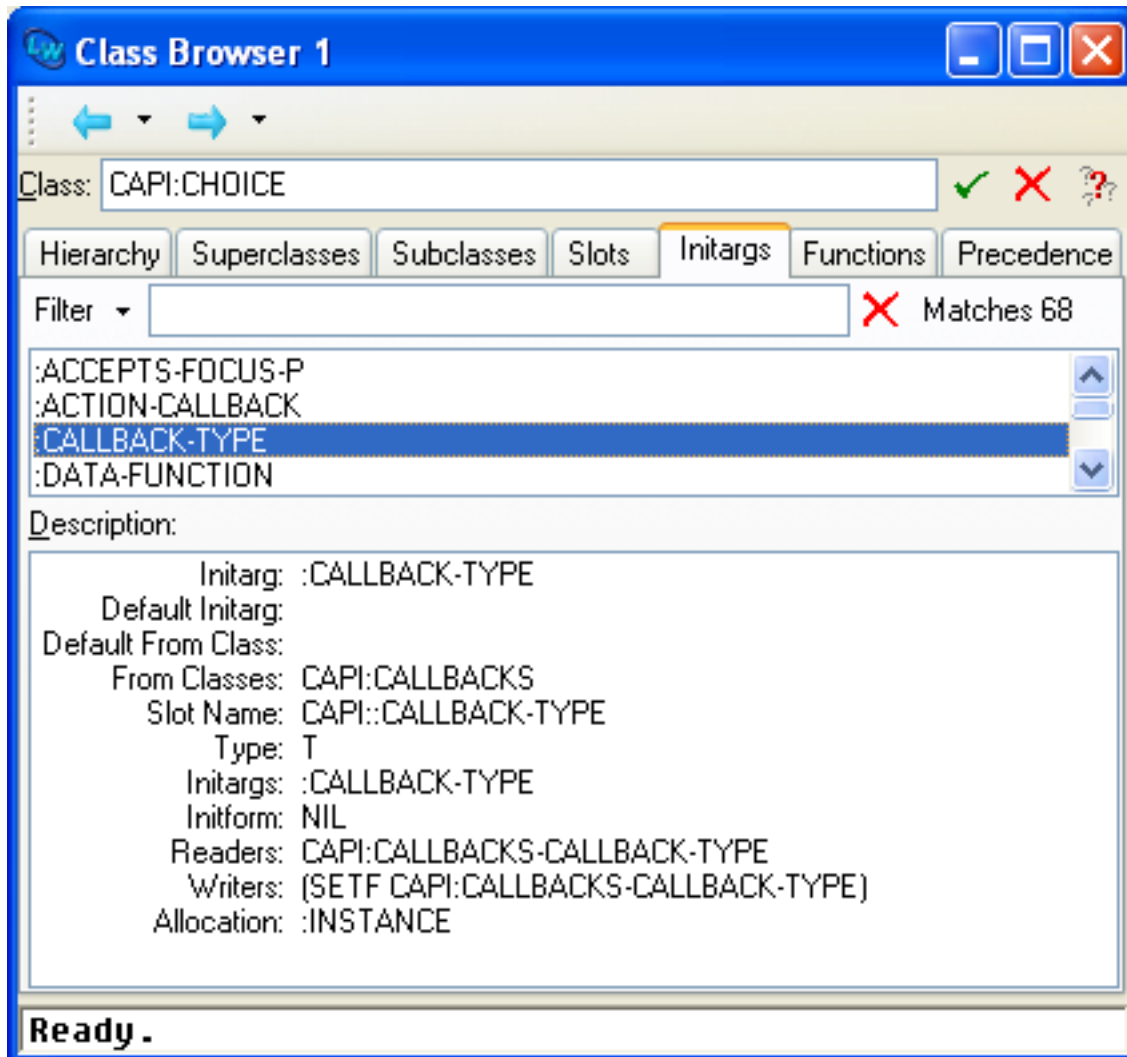 LW Class Browser 1
Class: CAPI:CHOICE
Hierarchy Superclasses Subclasses Slots Initargs Functions Precedence
Filter Matches 68
:ACCEPTS-FOCUS-P
:ACTION-CALLBACK
:CALLBACK-TYPE
:DATA-FUNCTION
Description:
Initarg: :CALLBACK-TYPE
Default Initarg:
Default From Class:
From Classes: CAPI:CALLBACKS
Slot Name: CAPI::CALLBACK-TYPE
Type: T
Initargs: :CALLBACK-TYPE
Initform: NIL
Readers: CAPI:CALLBACKS-CALLBACK-TYPE
Writers: (SETF CAPI:CALLBACKS-CALLBACK-TYPE)
Allocation: :INSTANCE
Ready.